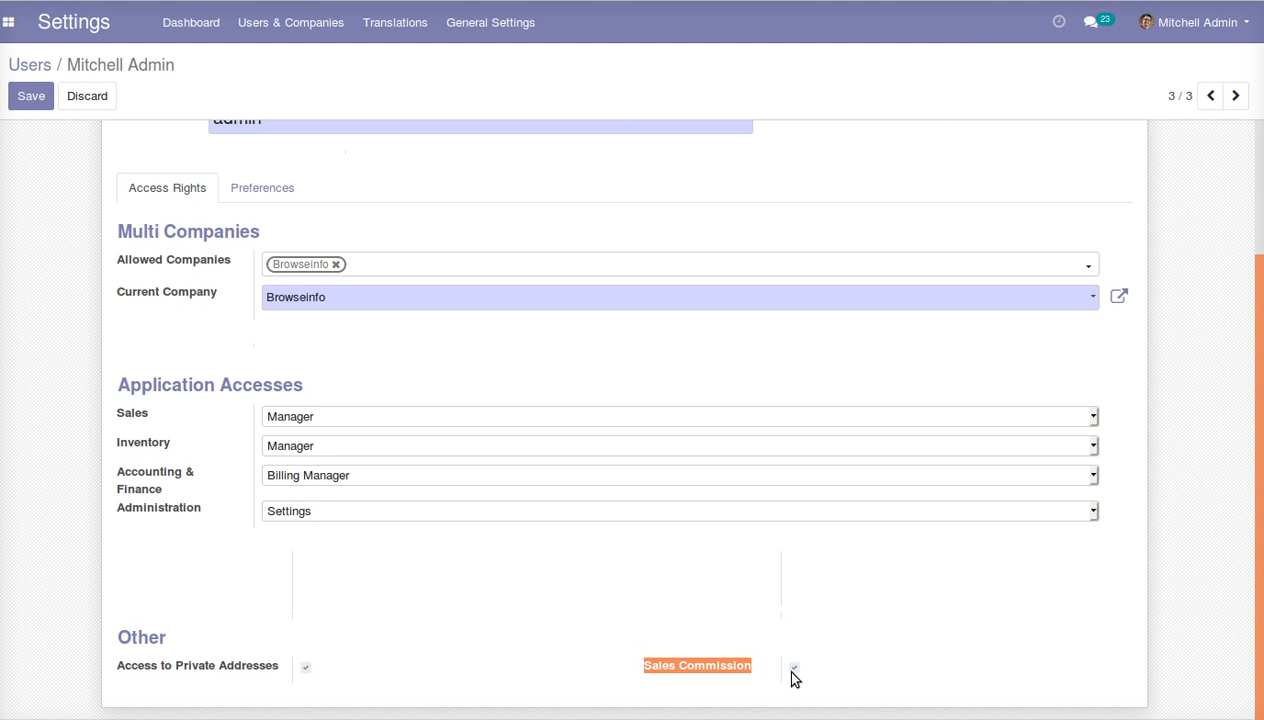 Settings Dashboard Users & Companies Translations General Settings 23 Mitchell Admin
Users / Mitchell Admin
Save Discard 3 / 3
admin
Access Rights Preferences
Multi Companies
Allowed Companies Browseinfo
Current Company Browseinfo
Application Accesses
Sales Manager
Inventory Manager
Accounting & Finance Billing Manager
Administration Settings
Other
Access to Private Addresses Sales Commission